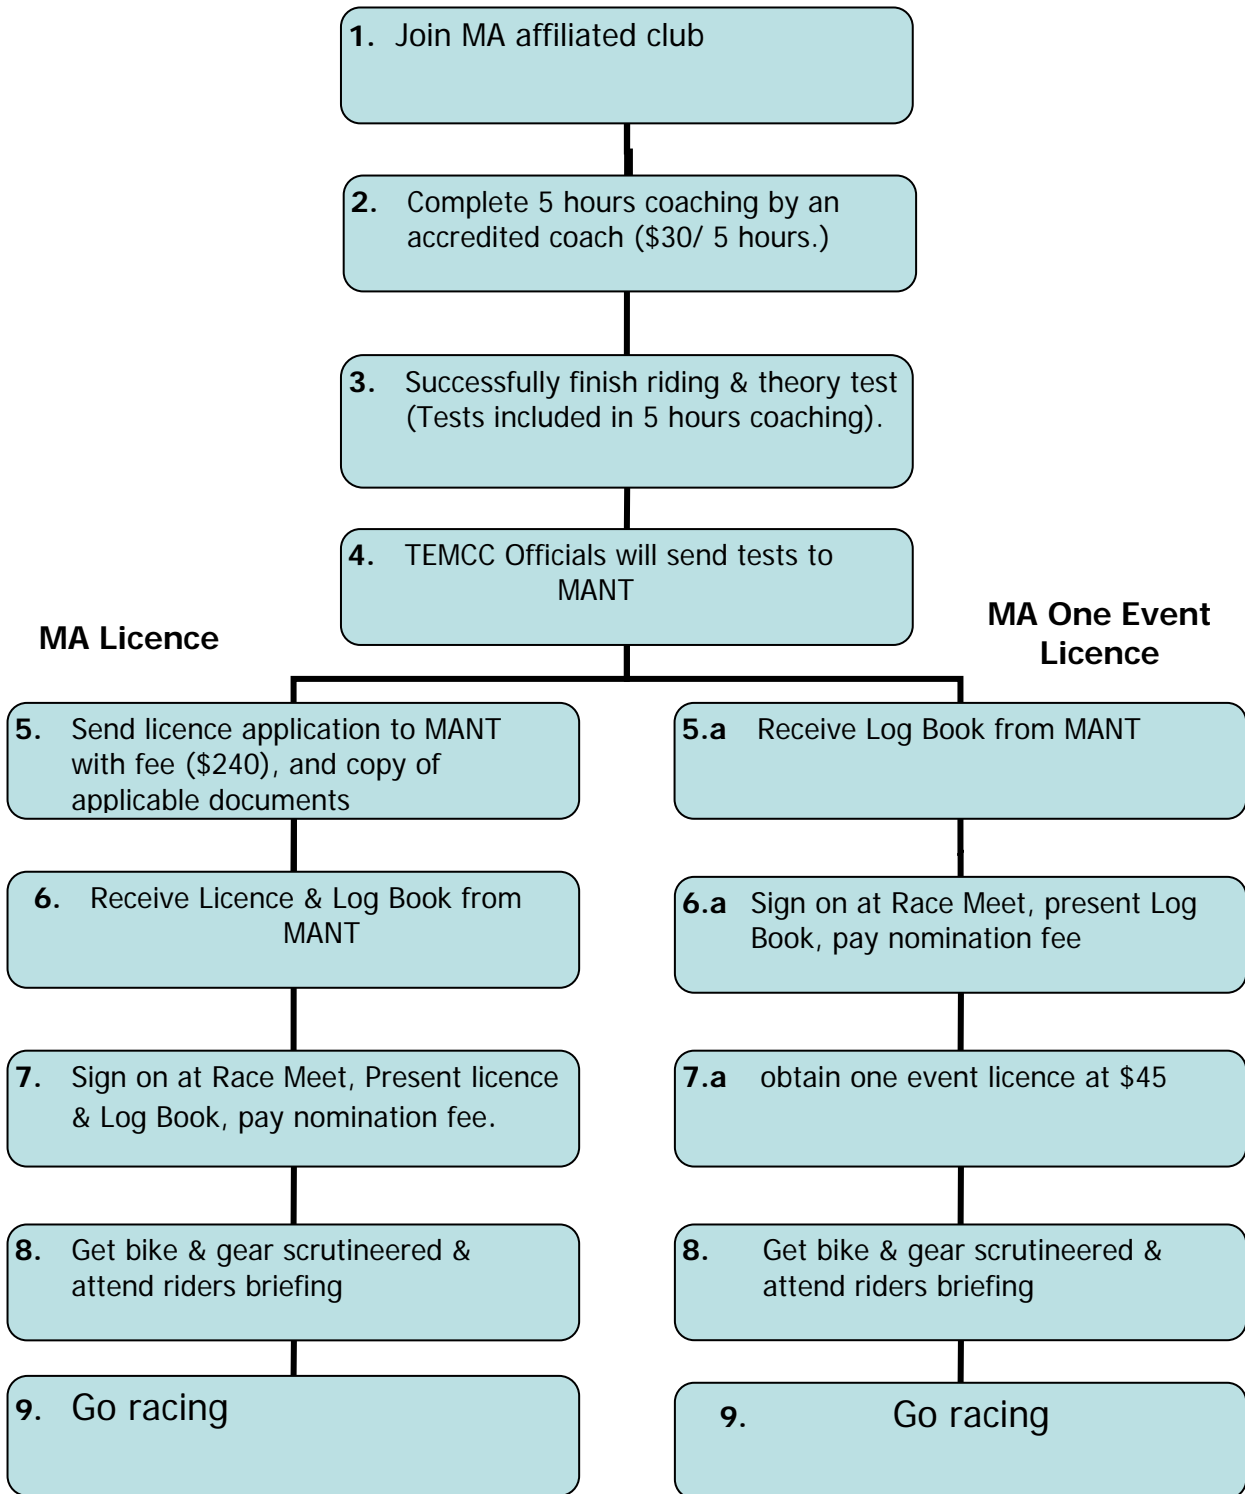 1. Join MA affiliated club
2. Complete 5 hours coaching by an
accredited coach ($30/ 5 hours.)
3. Successfully finish riding & theory test
(Tests included in 5 hours coaching).
4. TEMCC Officials will send tests to
MANT
MA Licence
5. Send licence application to MANT
with fee ($240), and copy of
applicable documents
6. Receive Licence & Log Book from
MANT
7. Sign on at Race Meet, Present licence
& Log Book, pay nomination fee.
8. Get bike & gear scrutineered &
attend riders briefing
9. Go racing
MA One Event
Licence
5.a Receive Log Book from MANT
6.a Sign on at Race Meet, present Log
Book, pay nomination fee
7.a obtain one event licence at $45
8. Get bike & gear scrutineered &
attend riders briefing
9. Go racing